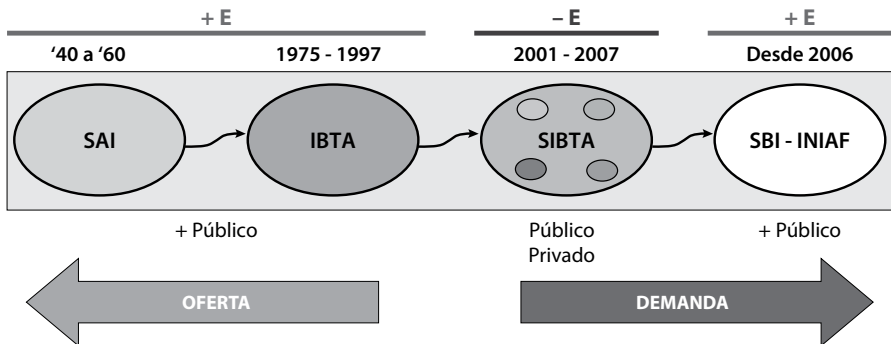 + E
– E
+ E
‘40 a ‘60
1975 - 1997
2001 - 2007
Desde 2006
SAI
IBTA
SIBTA
SBI - INIAF
+ Público
Público
Privado
+ Público
OFERTA
DEMANDA